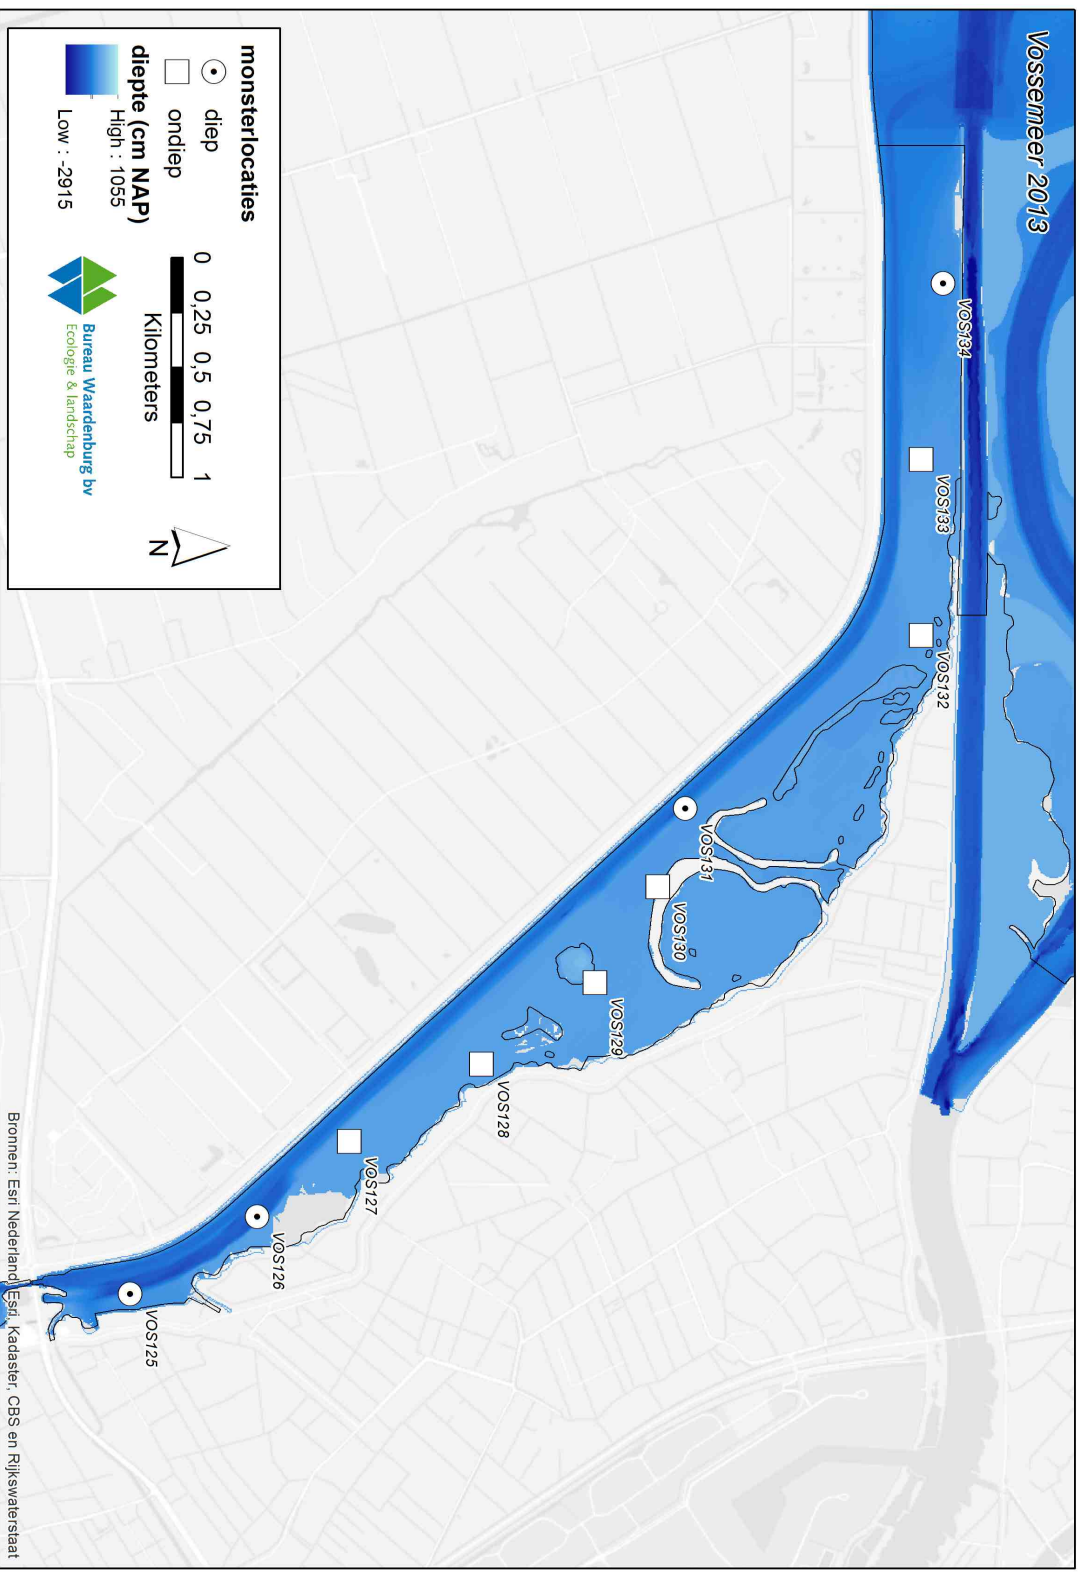 Vossemeer 2013
VOS134
VOS133
VOS132
VOS131
VOS130
VOS129
VOS128
VOS127
VOS126
VOS125
monsterlocaties
diep
ondiep
diepte (cm NAP)
High : 1055
Low : -2915
0 0,25 0,5 0,75 1
Kilometers
N
Bureau Waardenburg bv
Ecologie & landschap
Bronnen: Esri Nederland, Esri, Kadaster, CBS en Rijkswaterstaat